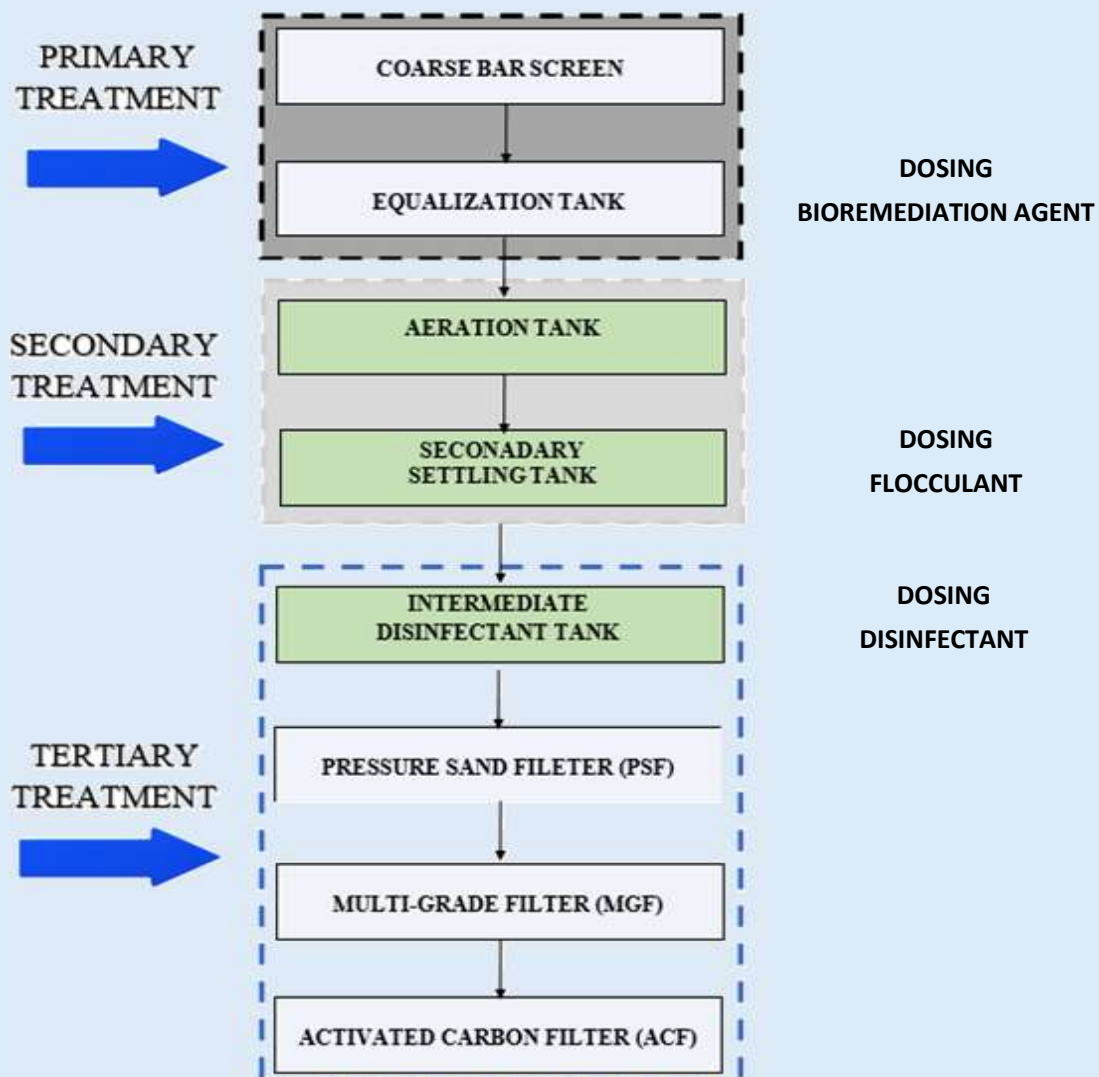 PRIMARY
TREATMENT
COARSE BAR SCREEN
EQUALIZATION TANK
DOSING
BIOREMEDIATION AGENT
SECONDARY
TREATMENT
AERATION TANK
SECONADARY
SETTLING TANK
DOSING
FLOCCULANT
INTERMEDIATE
DISINFECTANT TANK
DOSING
DISINFECTANT
TERTIARY
TREATMENT
PRESSURE SAND FILETER (PSF)
MULTI-GRADE FILTER (MGF)
ACTIVATED CARBON FILTER (ACF)